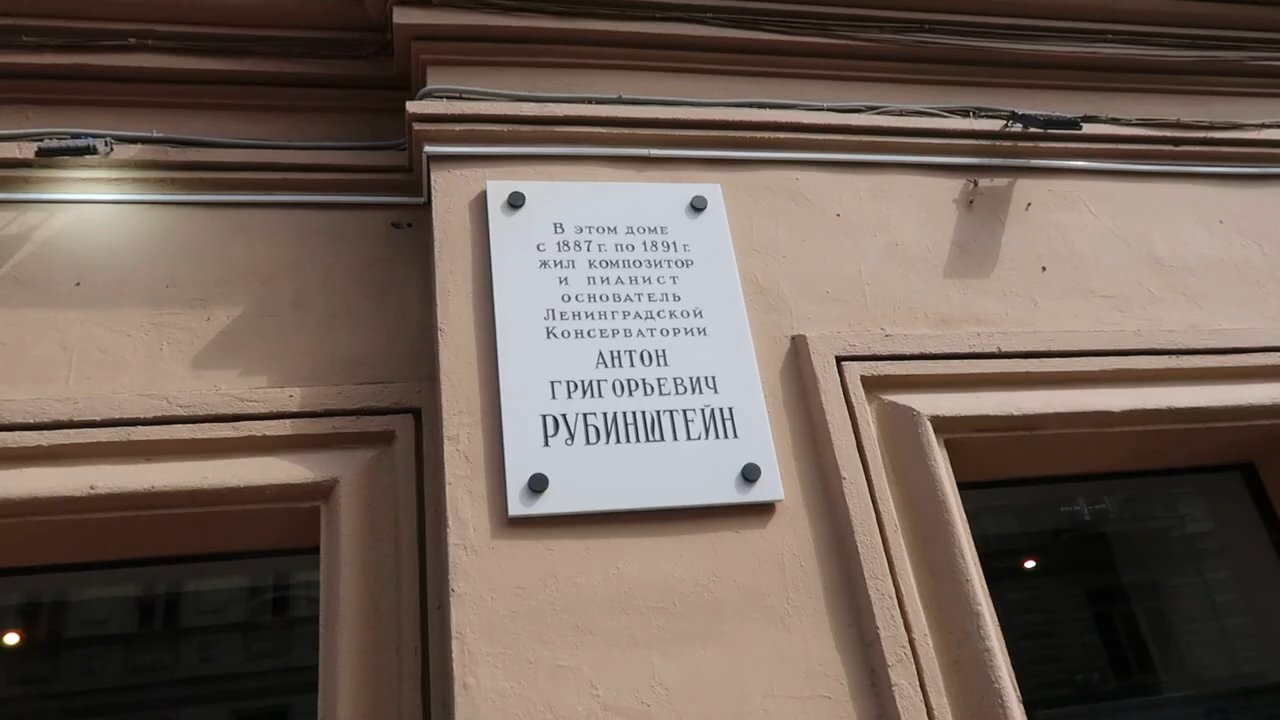 В ЭТОМ ДОМЕ
С 1887 Г. ПО 1891 Г.
ЖИЛ КОМПОЗИТОР
И ПИАНИСТ
ОСНОВАТЕЛЬ
ЛЕНИНГРАДСКОЙ
КОНСЕРВАТОРИИ
АНТОН
ГРИГОРЬЕВИЧ
РУБИНШТЕЙН